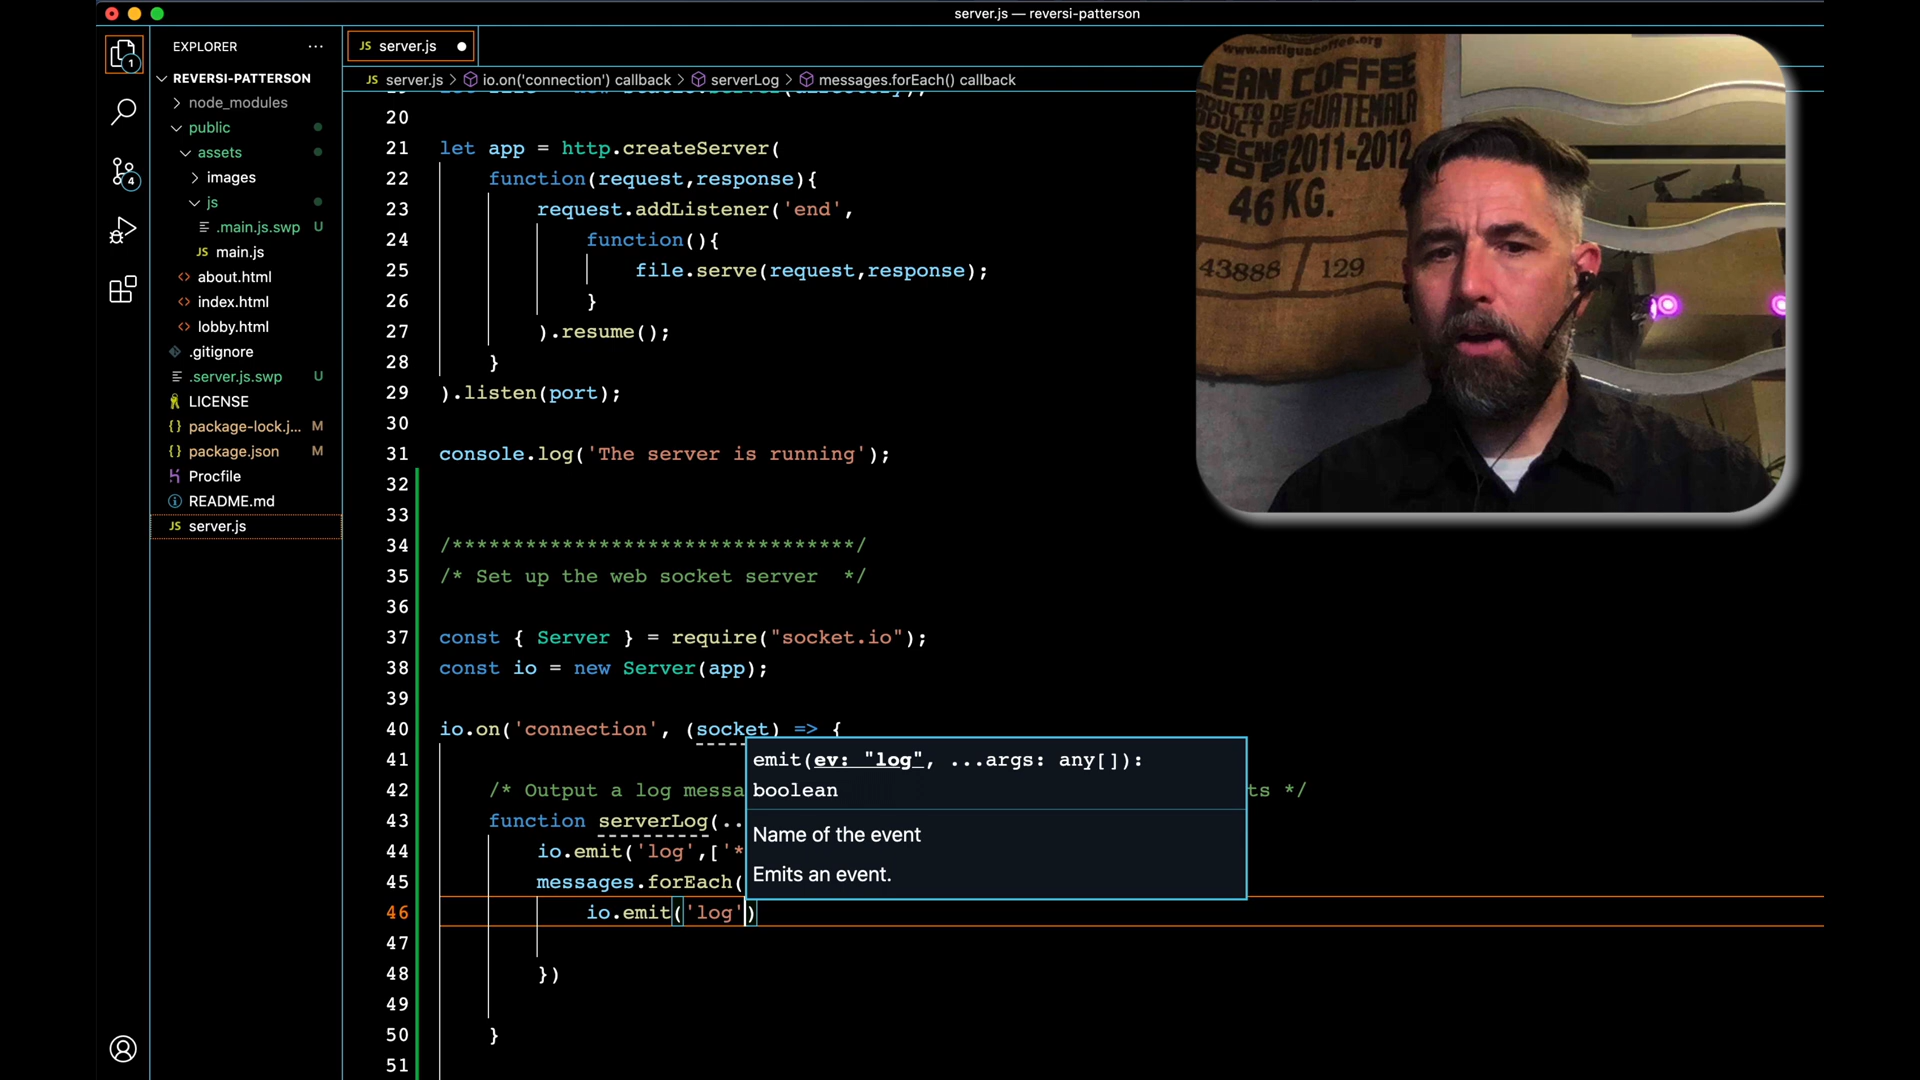 server.js — reversi-patterson
EXPLORER ···
JS server.js ●
REVERSI-PATTERSON
JS server.js > io.on('connection') callback > serverLog > messages.forEach() callback
1
4
node_modules
public
assets
images
js
.main.js.swp U
JS main.js
<> about.html
<> index.html
<> lobby.html
.gitignore
.server.js.swp U
LICENSE
{} package-lock.j... M
{} package.json M
Procfile
README.md
JS server.js
20
21 let app = http.createServer(
22 function(request,response){
23 request.addListener('end',
24 function(){
25 file.serve(request,response);
26 }
27 ).resume();
28 }
29 ).listen(port);
30
31 console.log('The server is running');
32
33
34 /*********************************/
35 /* Set up the web socket server */
36
37 const { Server } = require("socket.io");
38 const io = new Server(app);
39
40 io.on('connection', (socket) => {
41
42 /* Output a log messa ts */
43 function serverLog(..
44 io.emit('log',['*
45 messages.forEach(
46 io.emit('log')
47
48 })
49
50 }
51
emit(ev: "log", ...args: any[]):
boolean
Name of the event
Emits an event.
www.antiguacoffee.org
LEAN COFFEE
PRODUCT OF GUATEMALA
2011-2012
46 KG.
43888 129